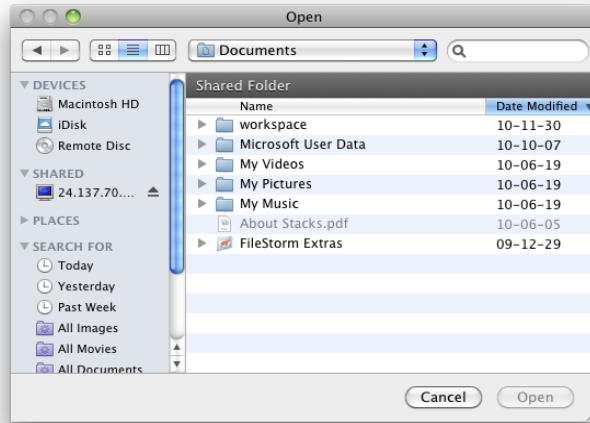 Open
Documents
DEVICES
Macintosh HD
iDisk
Remote Disc
SHARED
24.137.70....
PLACES
SEARCH FOR
Today
Yesterday
Past Week
All Images
All Movies
All Documents
Shared Folder
Name Date Modified
workspace 10-11-30
Microsoft User Data 10-10-07
My Videos 10-06-19
My Pictures 10-06-19
My Music 10-06-19
About Stacks.pdf 10-06-05
FileStorm Extras 09-12-29
Cancel Open